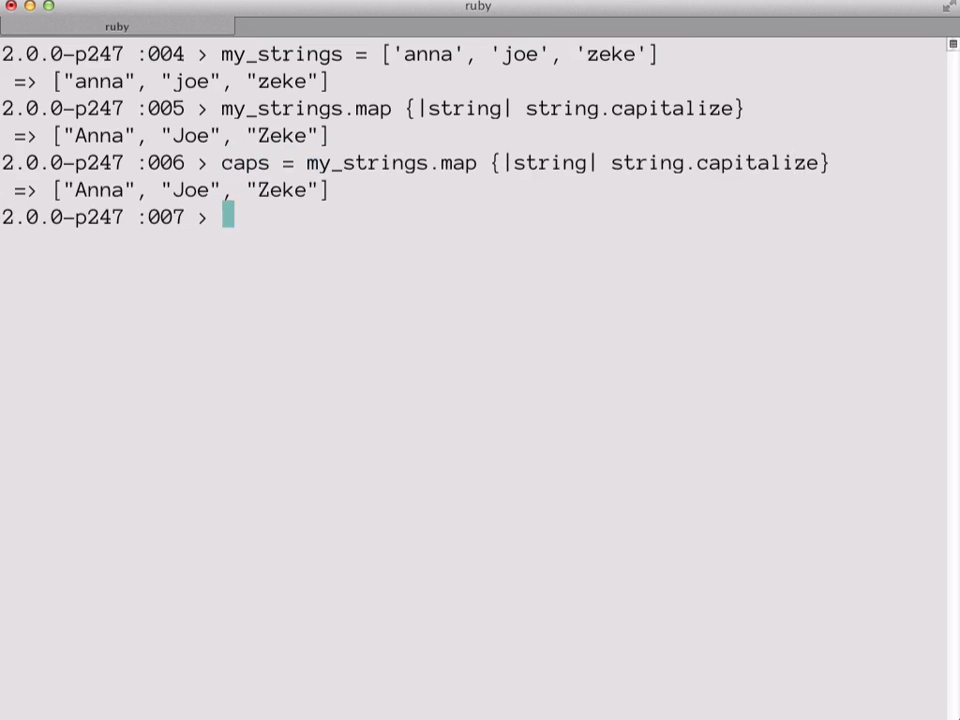 ruby
ruby
2.0.0-p247 :004 > my_strings = ['anna', 'joe', 'zeke']
 => ["anna", "joe", "zeke"]
2.0.0-p247 :005 > my_strings.map {|string| string.capitalize}
 => ["Anna", "Joe", "Zeke"]
2.0.0-p247 :006 > caps = my_strings.map {|string| string.capitalize}
 => ["Anna", "Joe", "Zeke"]
2.0.0-p247 :007 >